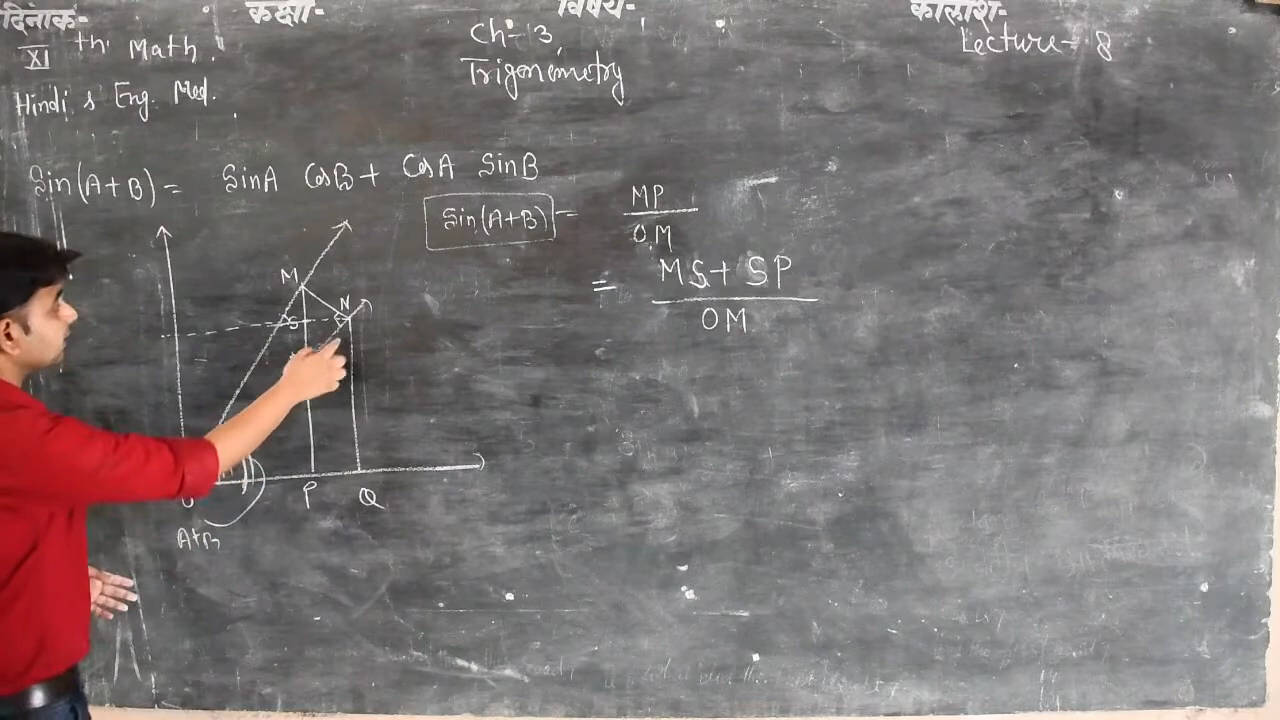 दिनांक- कक्षा- विषय- कालांश-
XI th Math. Ch- 3, Lecture- 8
Trigonometry
Hindi & Eng. Med.
Sin(A+B) = SinA CosB + CosA SinB
Sin(A+B) = MP
OM
= MS + SP
OM
M
N
S
P Q
A+B